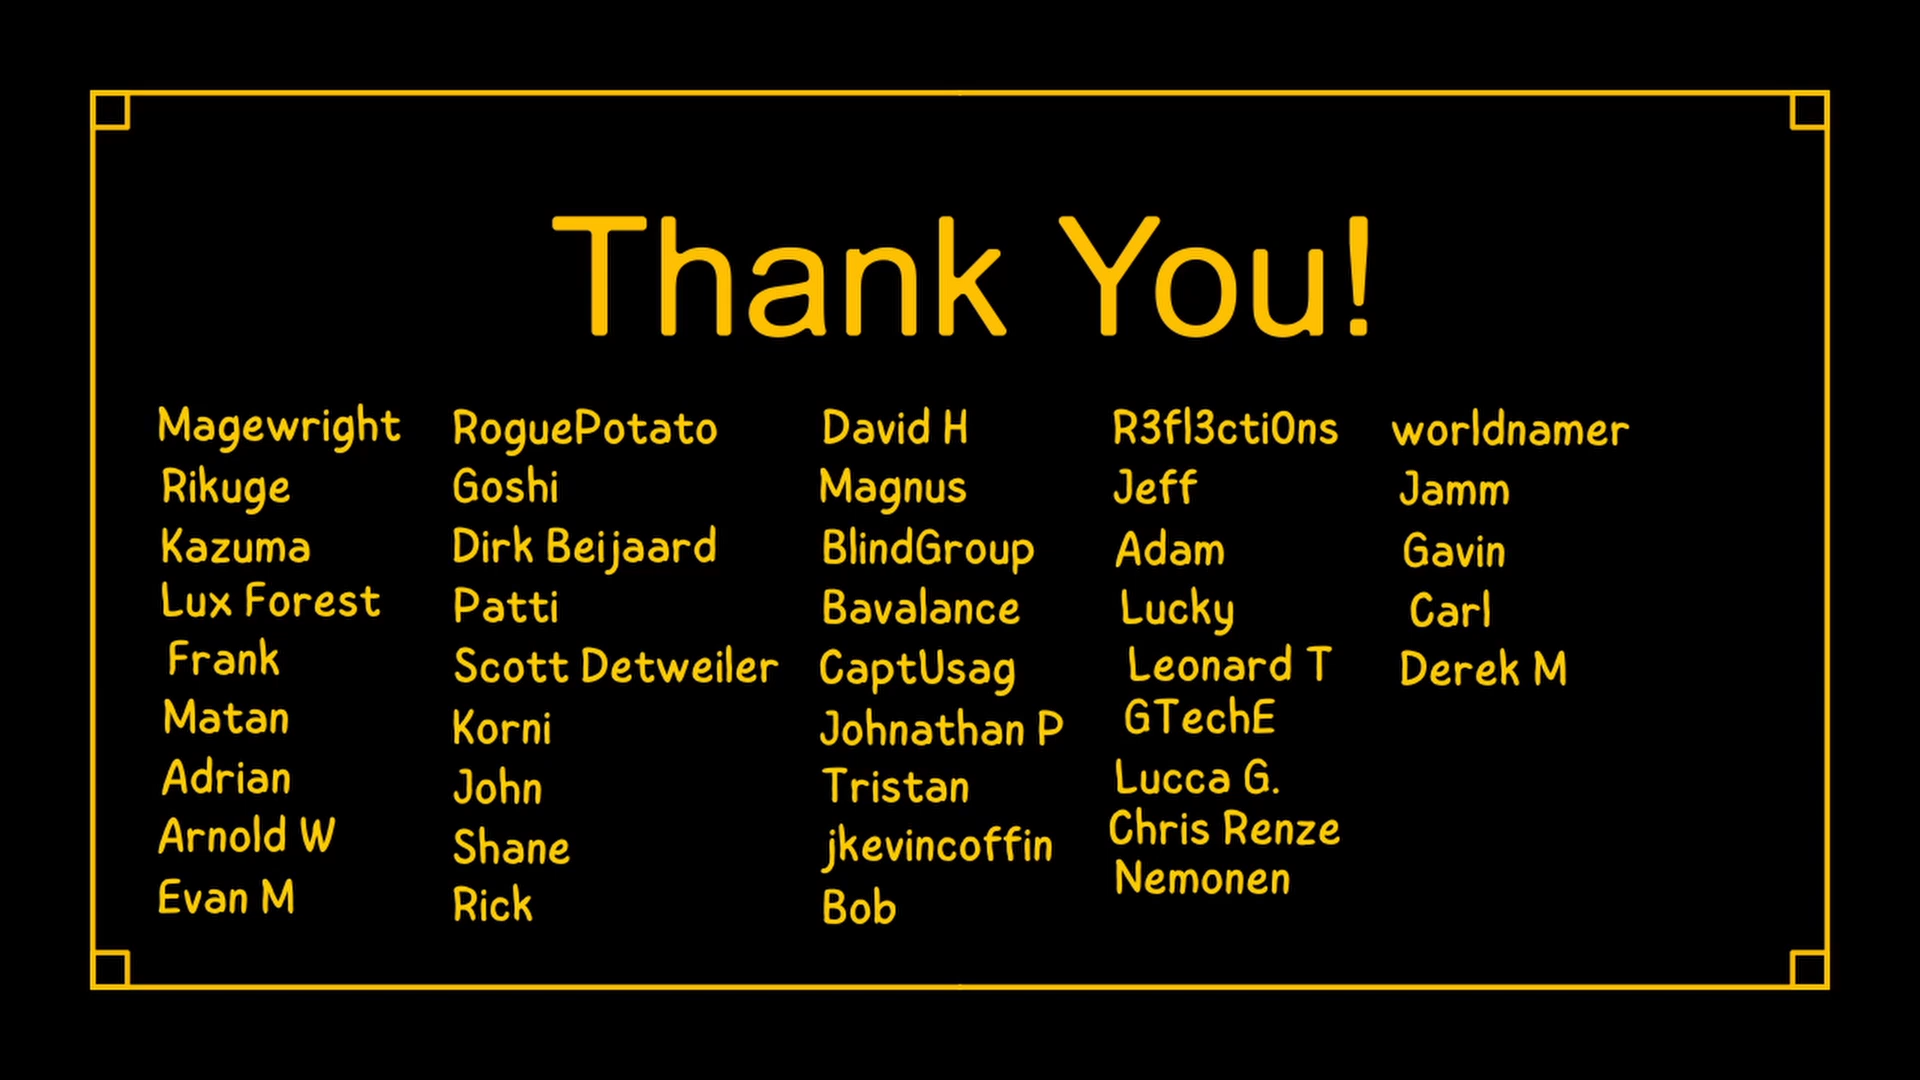 Thank You!
Magewright
Rikuge
Kazuma
Lux Forest
Frank
Matan
Adrian
Arnold W
Evan M
RoguePotato
Goshi
Dirk Beijaard
Patti
Scott Detweiler
Korni
John
Shane
Rick
David H
Magnus
BlindGroup
Bavalance
CaptUsag
Johnathan P
Tristan
jkevincoffin
Bob
R3fl3cti0ns
Jeff
Adam
Lucky
Leonard T
GTechE
Lucca G.
Chris Renze
Nemonen
worldnamer
Jamm
Gavin
Carl
Derek M